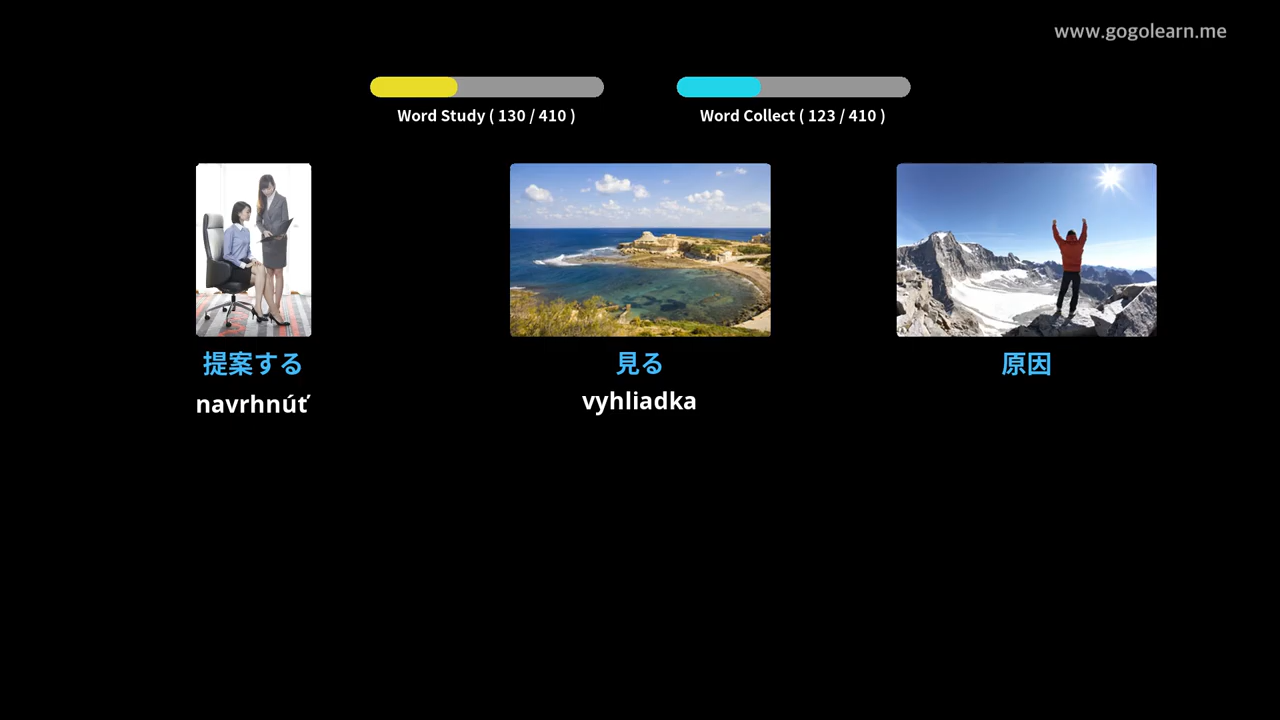 www.gogolearn.me
Word Study ( 130 / 410 )
Word Collect ( 123 / 410 )
提案する
見る
原因
navrhnúť
vyhliadka